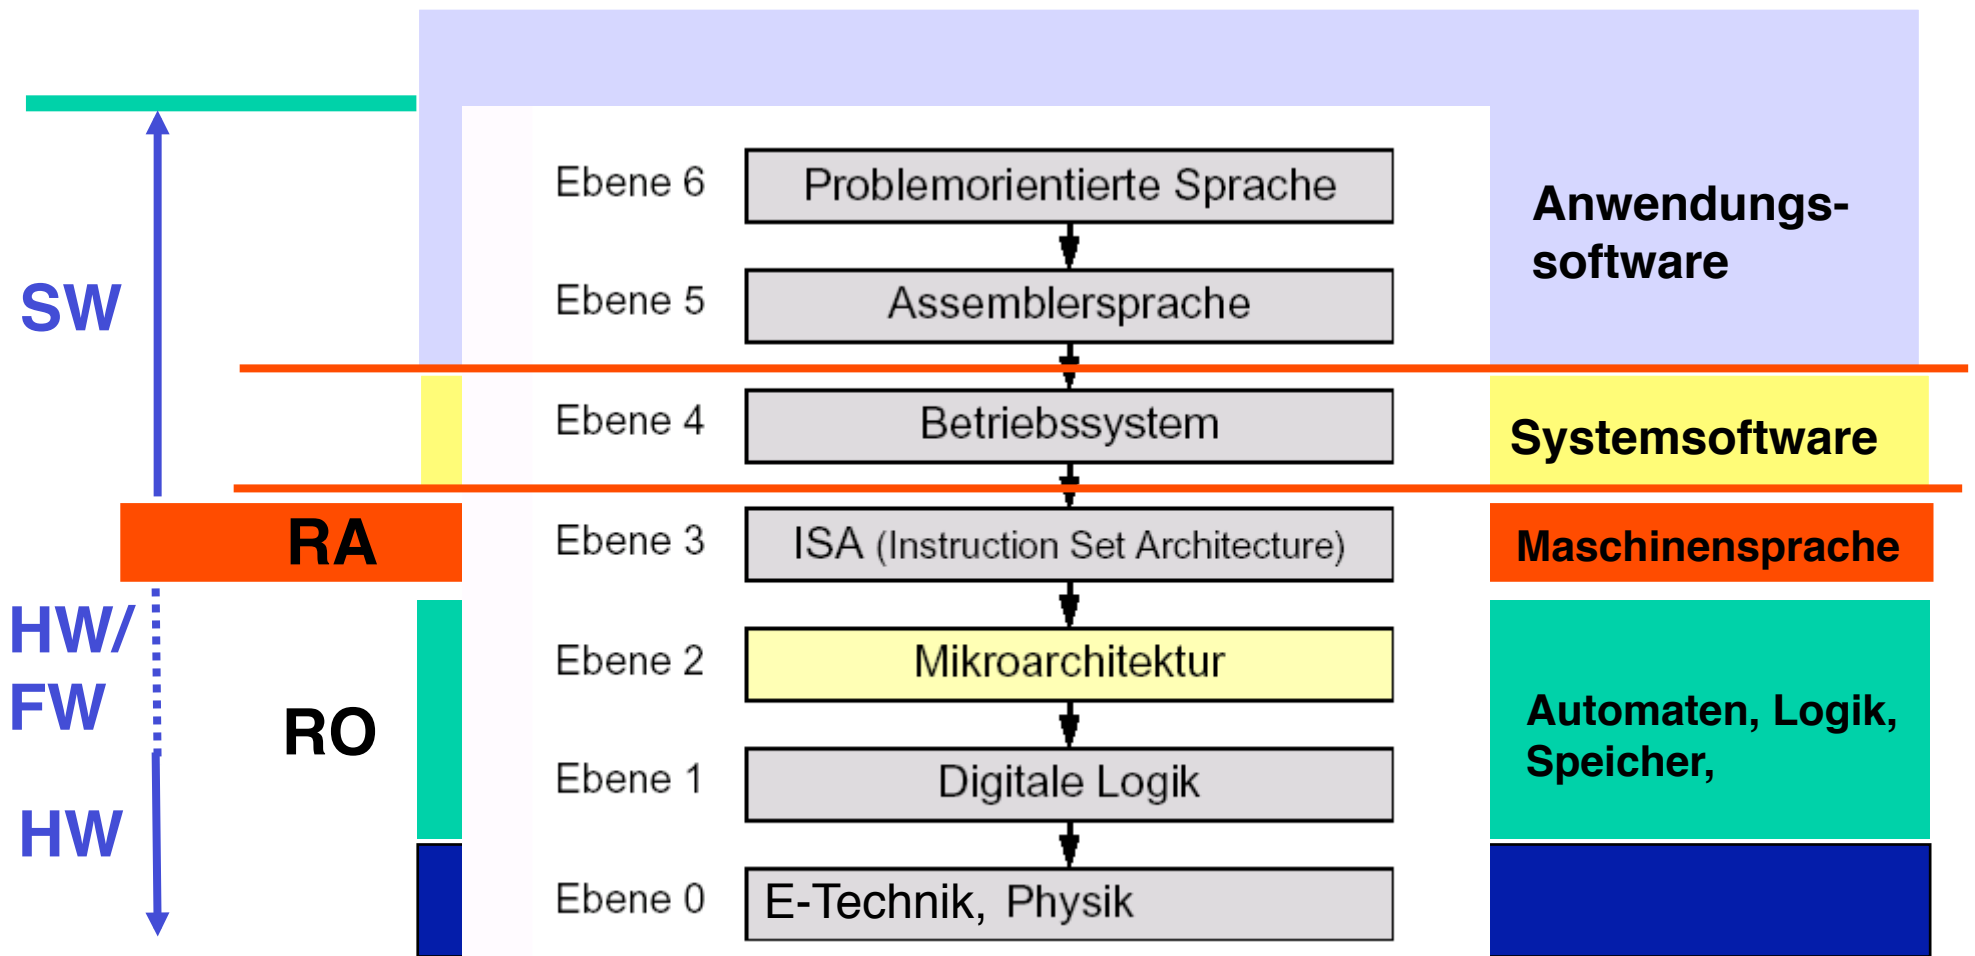 Ebene 6 Problemorientierte Sprache
Anwendungs-
software
SW
Ebene 5 Assemblersprache
Ebene 4 Betriebssystem
Systemsoftware
RA
Ebene 3 ISA (Instruction Set Architecture)
Maschinensprache
HW/
FW
Ebene 2 Mikroarchitektur
RO
Automaten, Logik,
Speicher,
Ebene 1 Digitale Logik
HW
Ebene 0 E-Technik, Physik